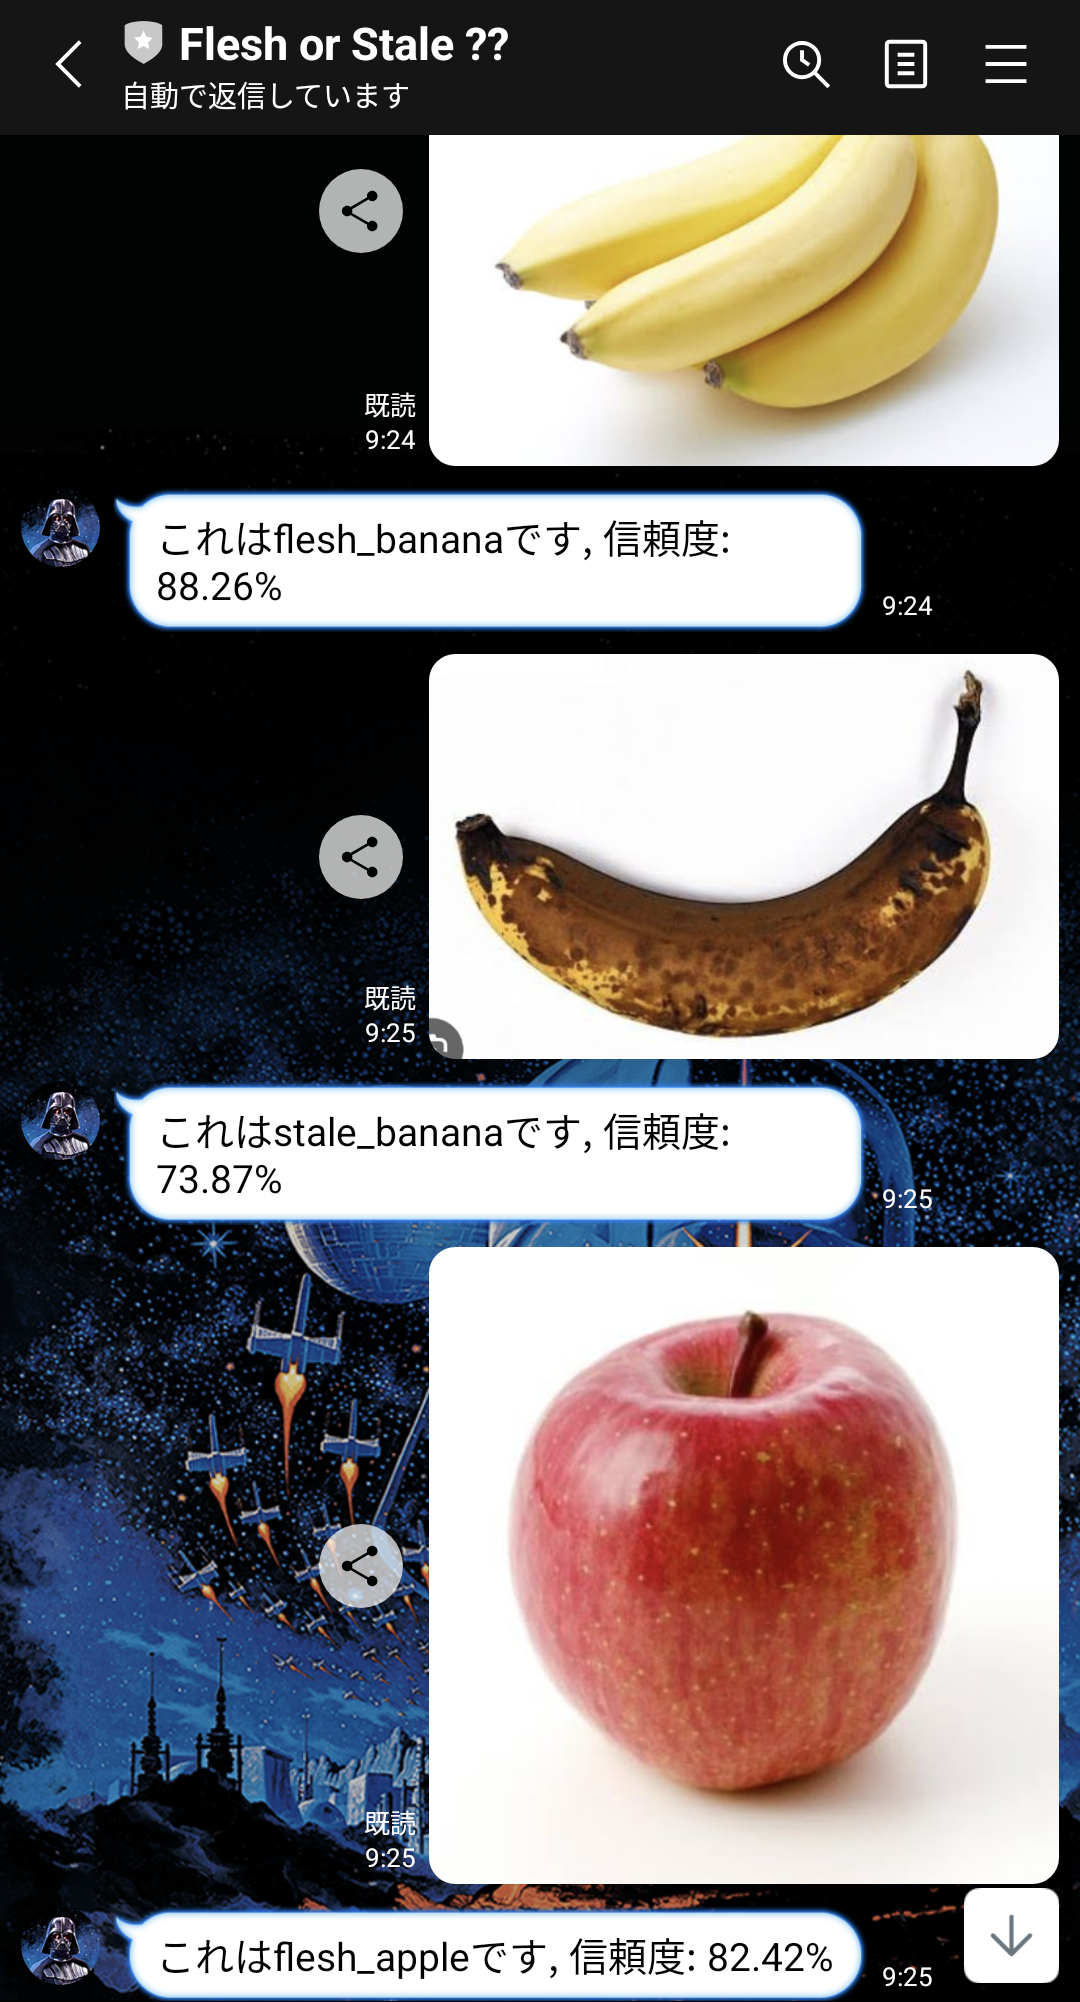 Flesh or Stale ??
自動で返信しています
既読
9:24
これはflesh_bananaです, 信頼度:
88.26%
9:24
既読
9:25
これはstale_bananaです, 信頼度:
73.87%
9:25
既読
9:25
これはflesh_appleです, 信頼度: 82.42%
9:25